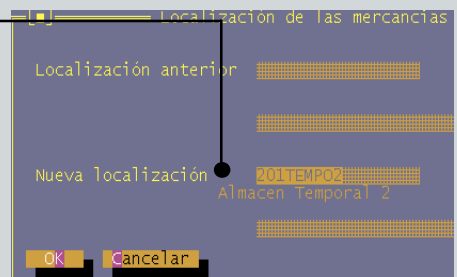 Localización de las mercancias
Localización anterior
Nueva localización 201TEMPO2
Almacen Temporal 2
OK Cancelar